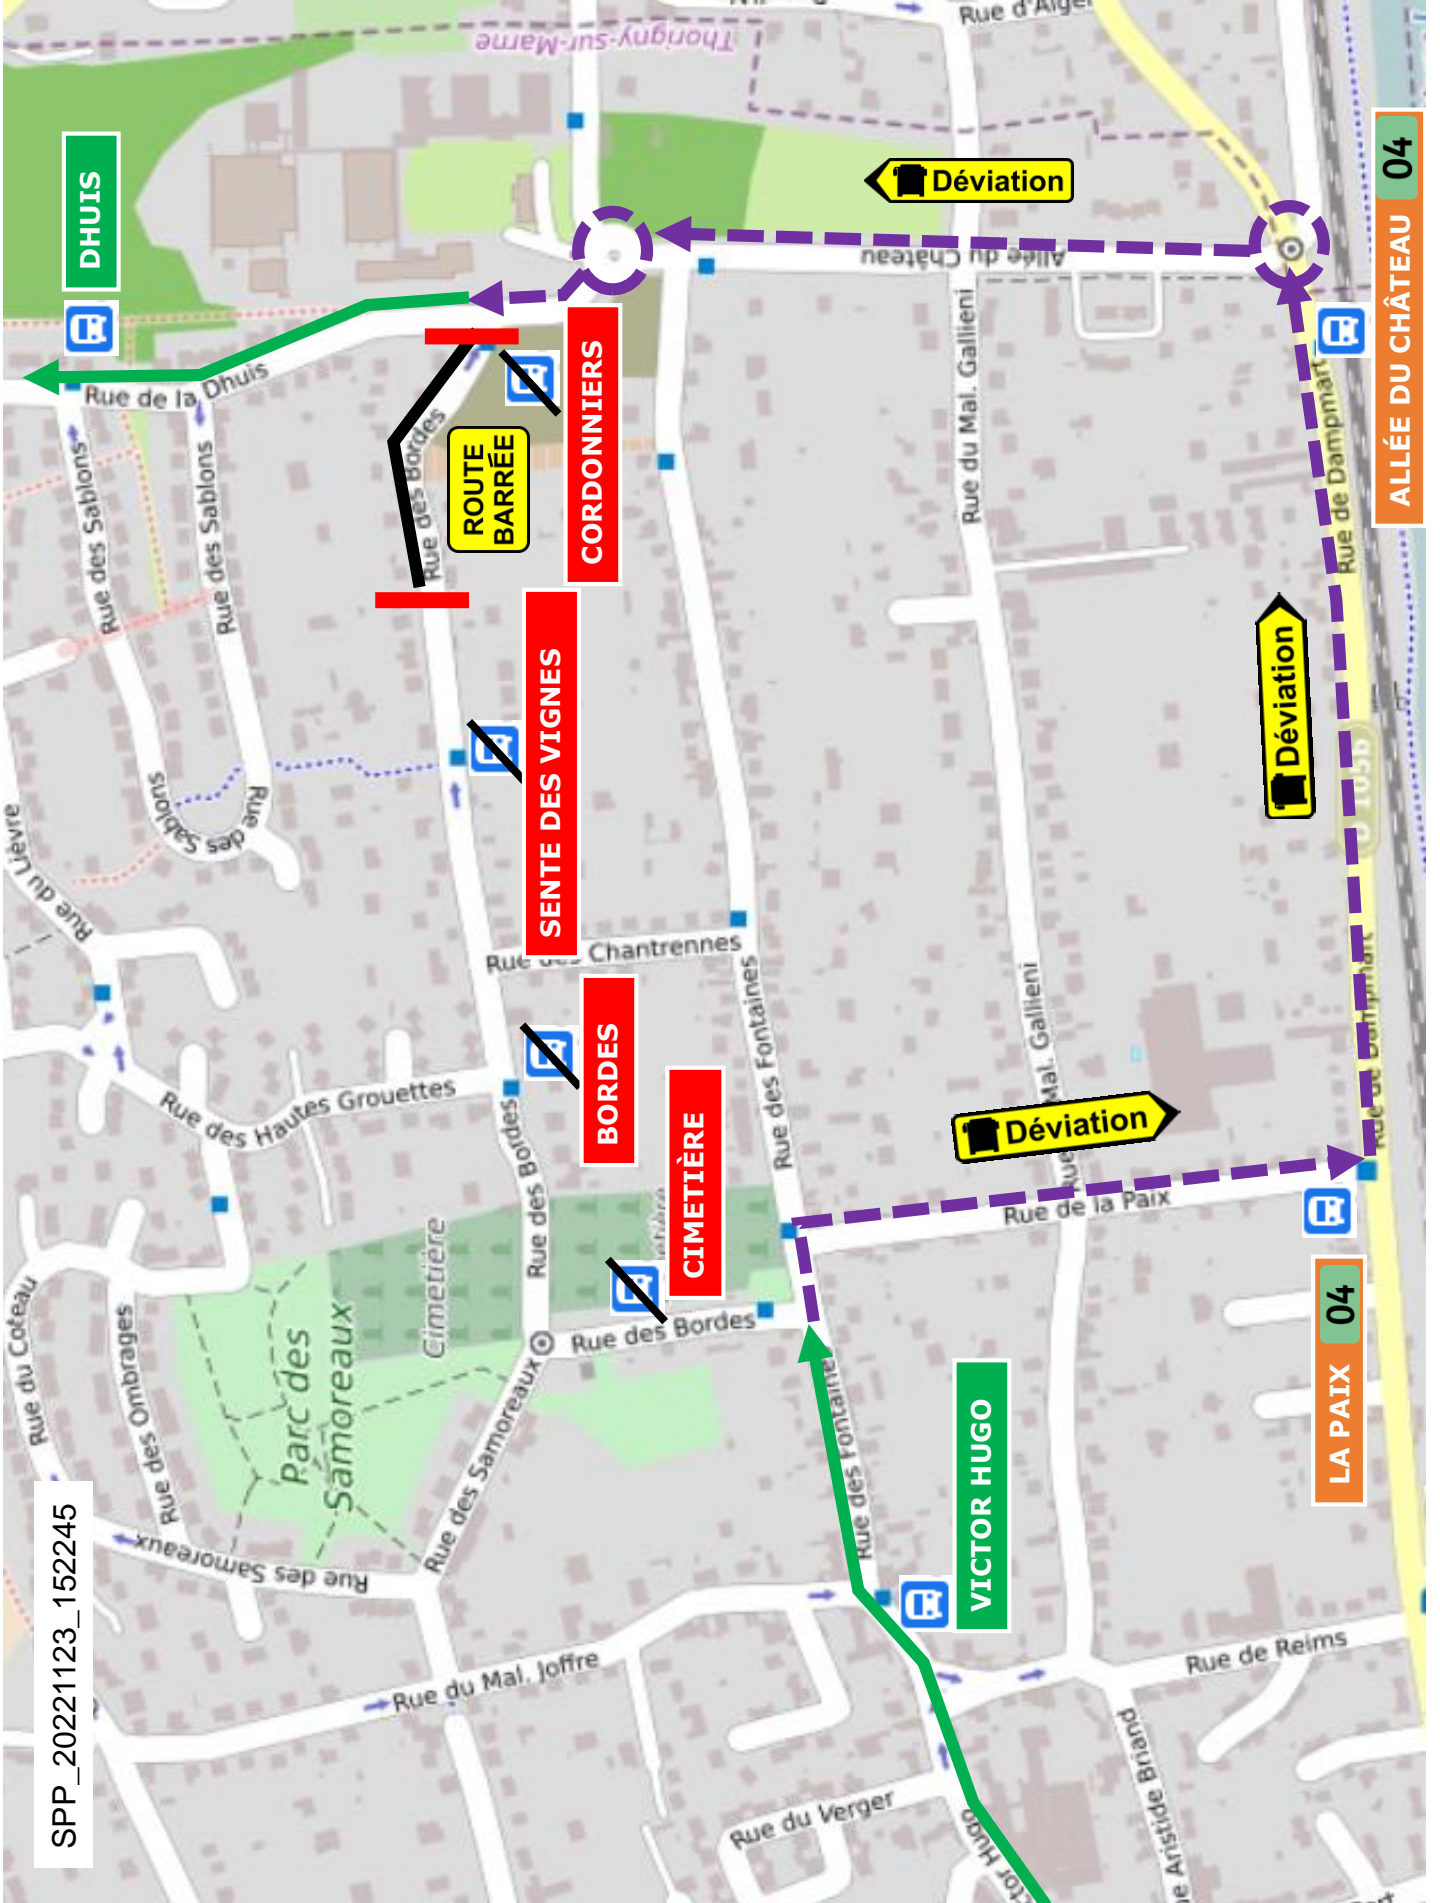 SPP_20221123_152245
DHUIS
Thorigny-sur-Marne
Rue d'Alger
Déviation
ALLÉE DU CHÂTEAU 04
Allée du Château
Rue de la Dhuis
Rue des Sablons
Rue des Sablons
Rue des Sablons
Rue des Bordes
ROUTE
BARRÉE
CORDONNIERS
Rue du Mal. Gallieni
Rue de Dampmart
SENTE DES VIGNES
Déviation
D 105b
Rue du Lièvre
Rue des Chantrennes
Rue des Fontaines
Rue du Mal. Gallieni
Rue de Dampmart
BORDES
Rue des Hautes Grouettes
Rue des Bordes
CIMETIÈRE
Déviation
Rue de la Paix
Cimetière
Parc des
Samoreaux
Rue des Bordes
Rue du Coteau
Rue des Ombrages
Rue des Samoreaux
Rue des Samoreaux
Rue des Fontaines
VICTOR HUGO
LA PAIX 04
Rue du Mal. Joffre
Rue de Reims
Rue du Verger
ctor Hugo
e Aristide Briand